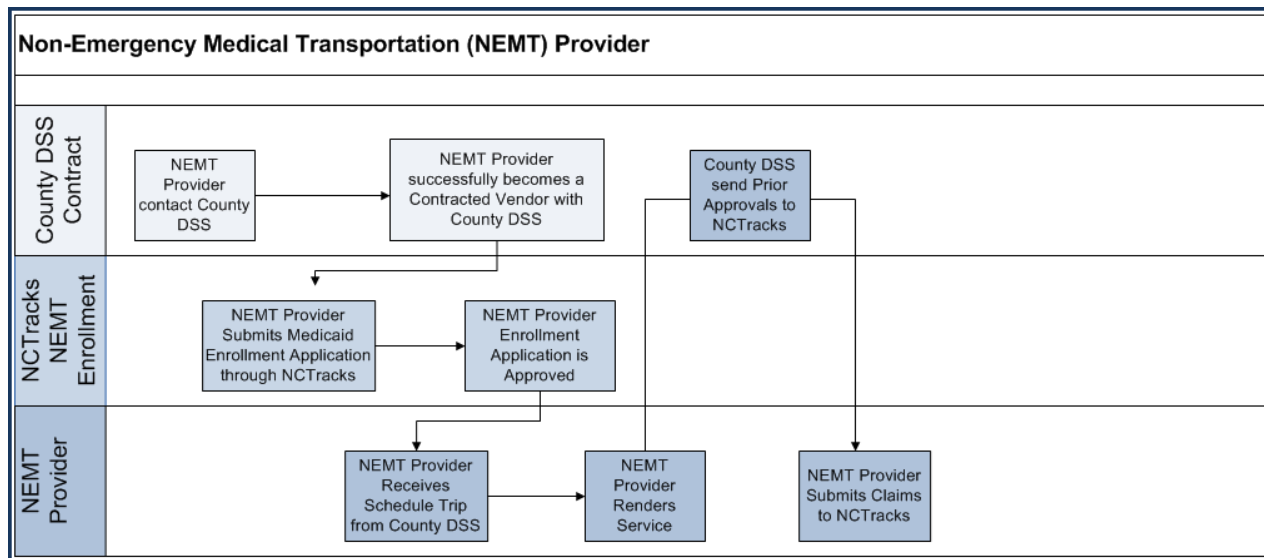 Non-Emergency Medical Transportation (NEMT) Provider
County DSS
Contract
NEMT
Provider
contact County
DSS
NEMT Provider
successfully becomes a
Contracted Vendor with
County DSS
County DSS
send Prior
Approvals to
NCTracks
NCTracks
NEMT
Enrollment
NEMT Provider
Submits Medicaid
Enrollment Application
through NCTracks
NEMT Provider
Enrollment
Application is
Approved
NEMT
Provider
NEMT Provider
Receives
Schedule Trip
from County DSS
NEMT
Provider
Renders
Service
NEMT Provider
Submits Claims
to NCTracks